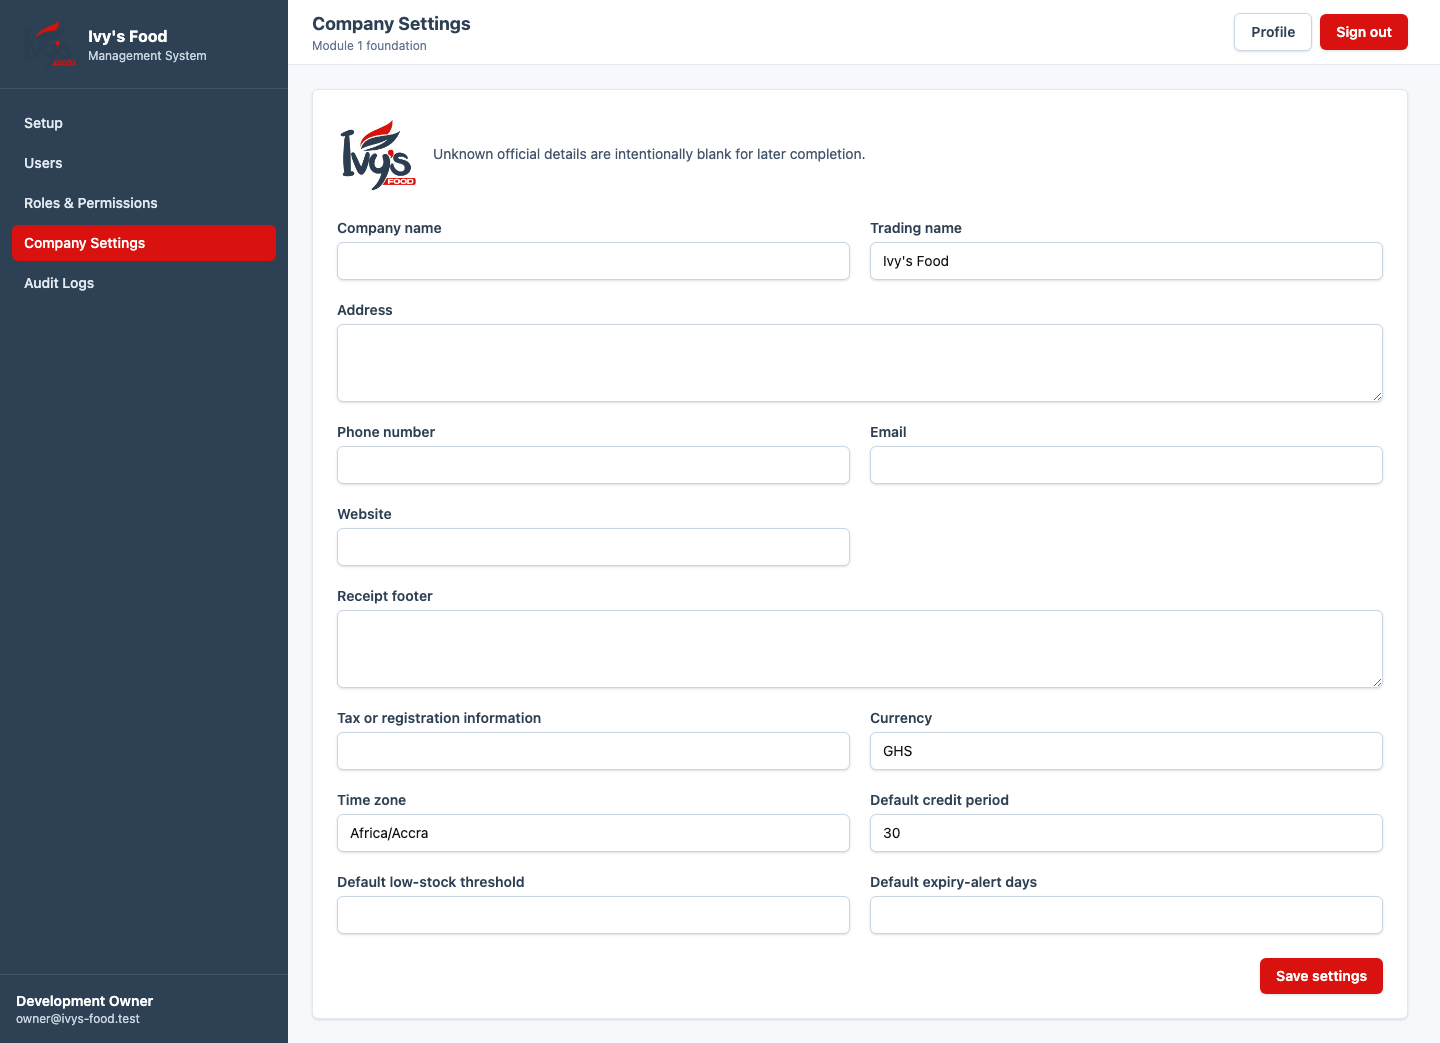 Ivy's Food
Management System
Setup
Users
Roles & Permissions
Company Settings
Audit Logs
Development Owner
owner@ivys-food.test
Company Settings
Module 1 foundation
Profile
Sign out
Ivy's
FOOD
Unknown official details are intentionally blank for later completion.
Company name
Trading name
Ivy's Food
Address
Phone number
Email
Website
Receipt footer
Tax or registration information
Currency
GHS
Time zone
Africa/Accra
Default credit period
30
Default low-stock threshold
Default expiry-alert days
Save settings